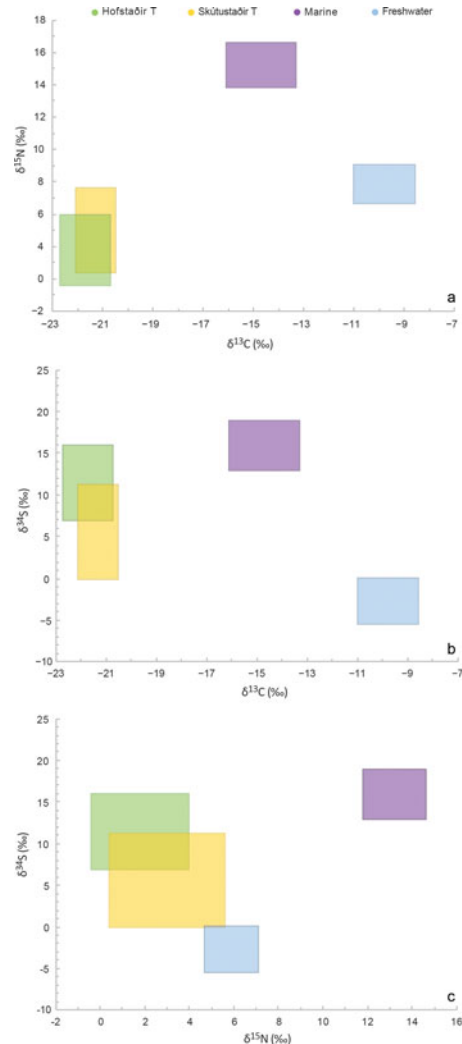 Hofstaðir T Skútustaðir T Marine Freshwater
18
16
14
12
10
8
6
4
2
0
−2
δ15N (‰)
−23 −21 −19 −17 −15 −13 −11 −9 −7
δ13C (‰)
a
25
20
15
10
5
0
−5
−10
δ34S (‰)
−23 −21 −19 −17 −15 −13 −11 −9 −7
δ13C (‰)
b
25
20
15
10
5
0
-5
-10
δ34S (‰)
-2 0 2 4 6 8 10 12 14 16
δ15N (‰)
c